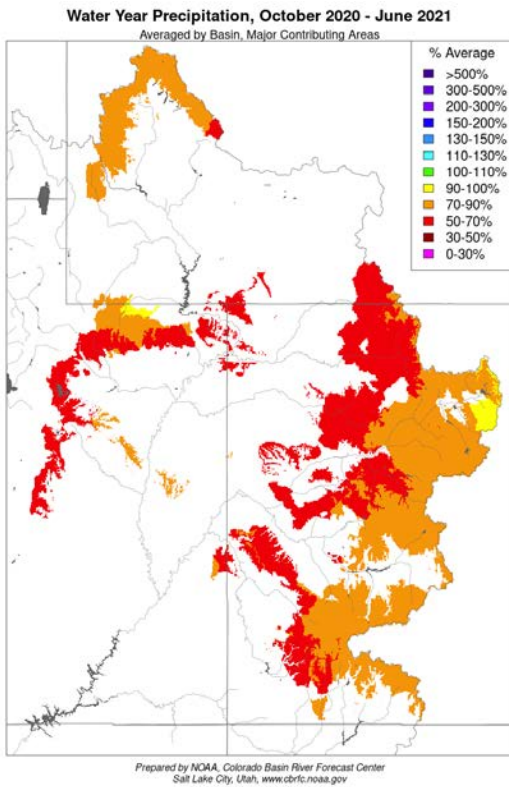 Water Year Precipitation, October 2020 - June 2021
Averaged by Basin, Major Contributing Areas
% Average
>500%
300-500%
200-300%
150-200%
130-150%
110-130%
100-110%
90-100%
70-90%
50-70%
30-50%
0-30%
Prepared by NOAA, Colorado Basin River Forecast Center
Salt Lake City, Utah, www.cbrfc.noaa.gov